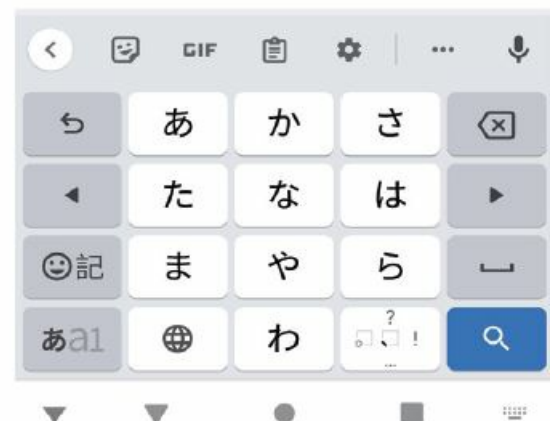 GIF
あ か さ
た な は
記 ま や ら
あa1 わ 。、?!…